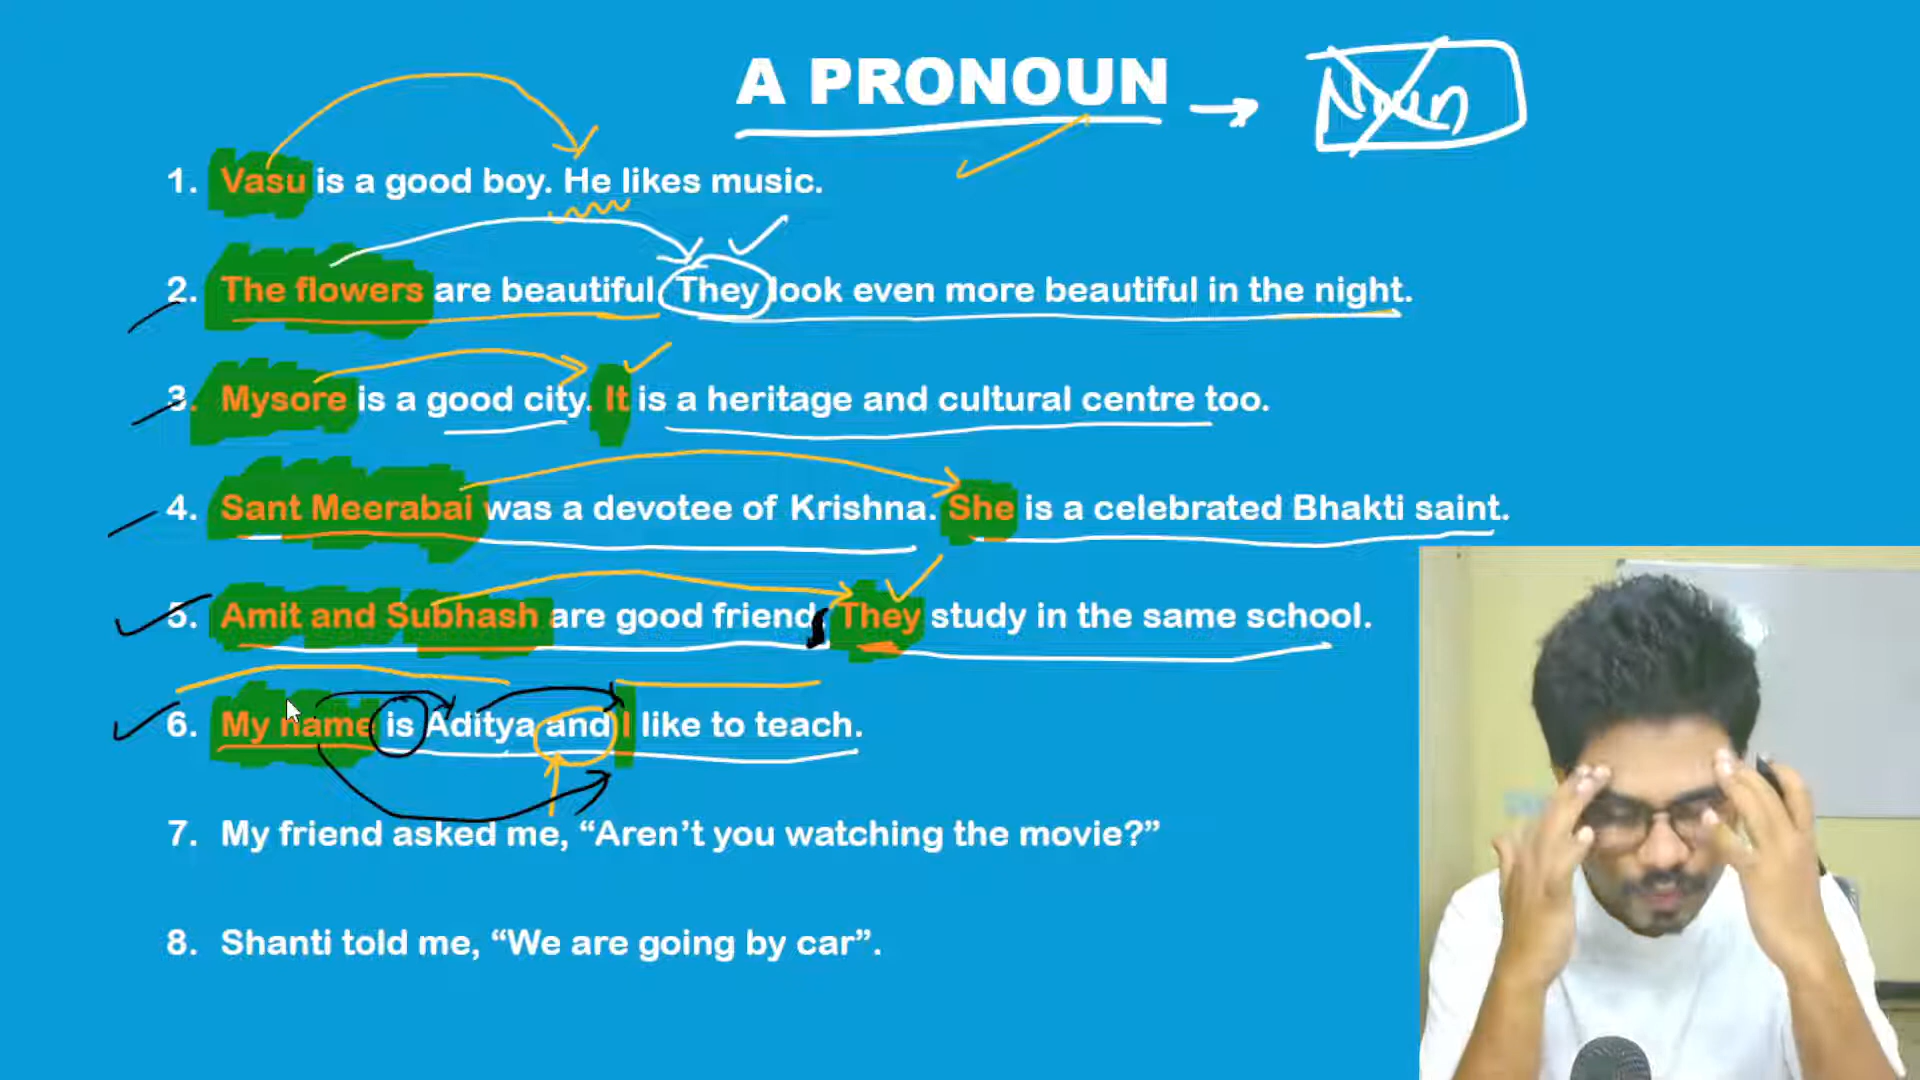 A PRONOUN → Noun
1. Vasu is a good boy. He likes music.
2. The flowers are beautiful. They look even more beautiful in the night.
3. Mysore is a good city. It is a heritage and cultural centre too.
4. Sant Meerabai was a devotee of Krishna. She is a celebrated Bhakti saint.
5. Amit and Subhash are good friend, They study in the same school.
6. My name is Aditya and I like to teach.
7. My friend asked me, “Aren’t you watching the movie?”
8. Shanti told me, “We are going by car”.